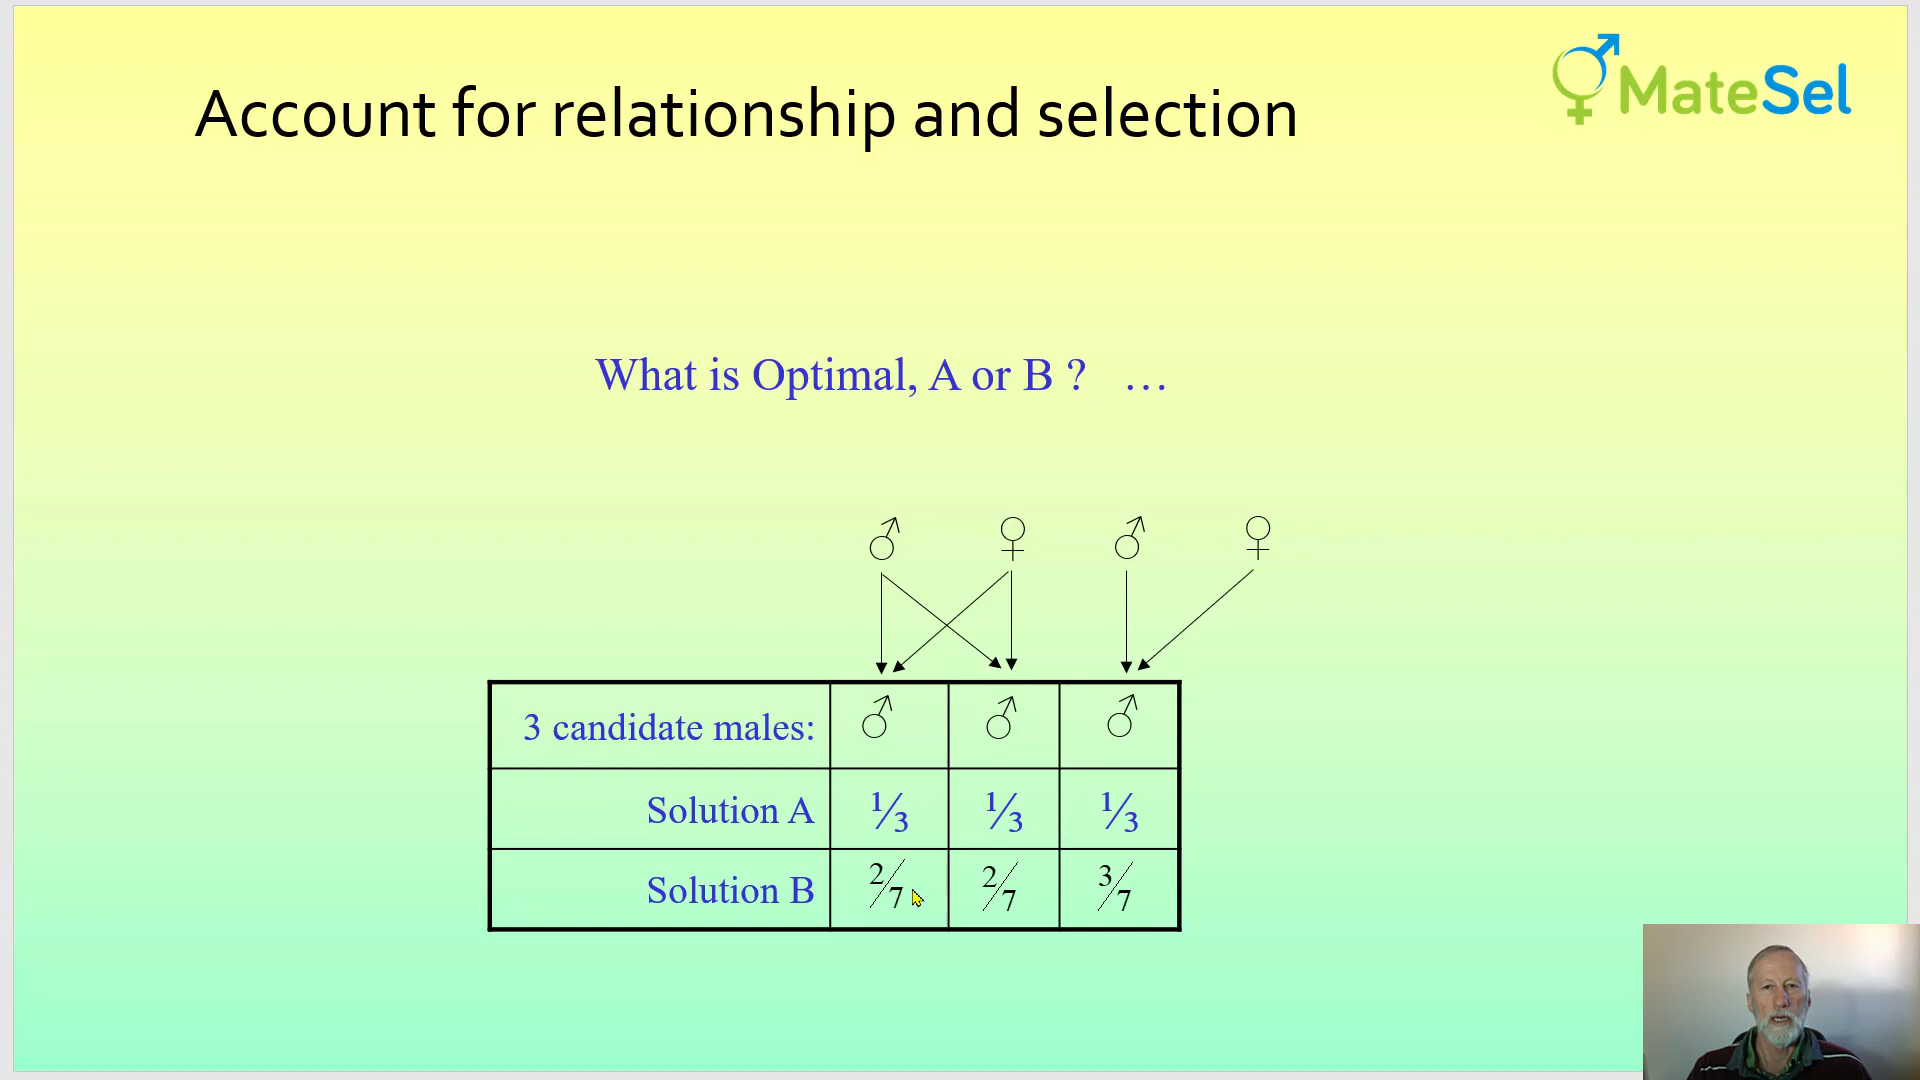 Account for relationship and selection
MateSel
What is Optimal, A or B ? …
♂ ♀ ♂ ♀
3 candidate males: ♂ ♂ ♂
Solution A ⅓ ⅓ ⅓
Solution B 2/7 2/7 3/7